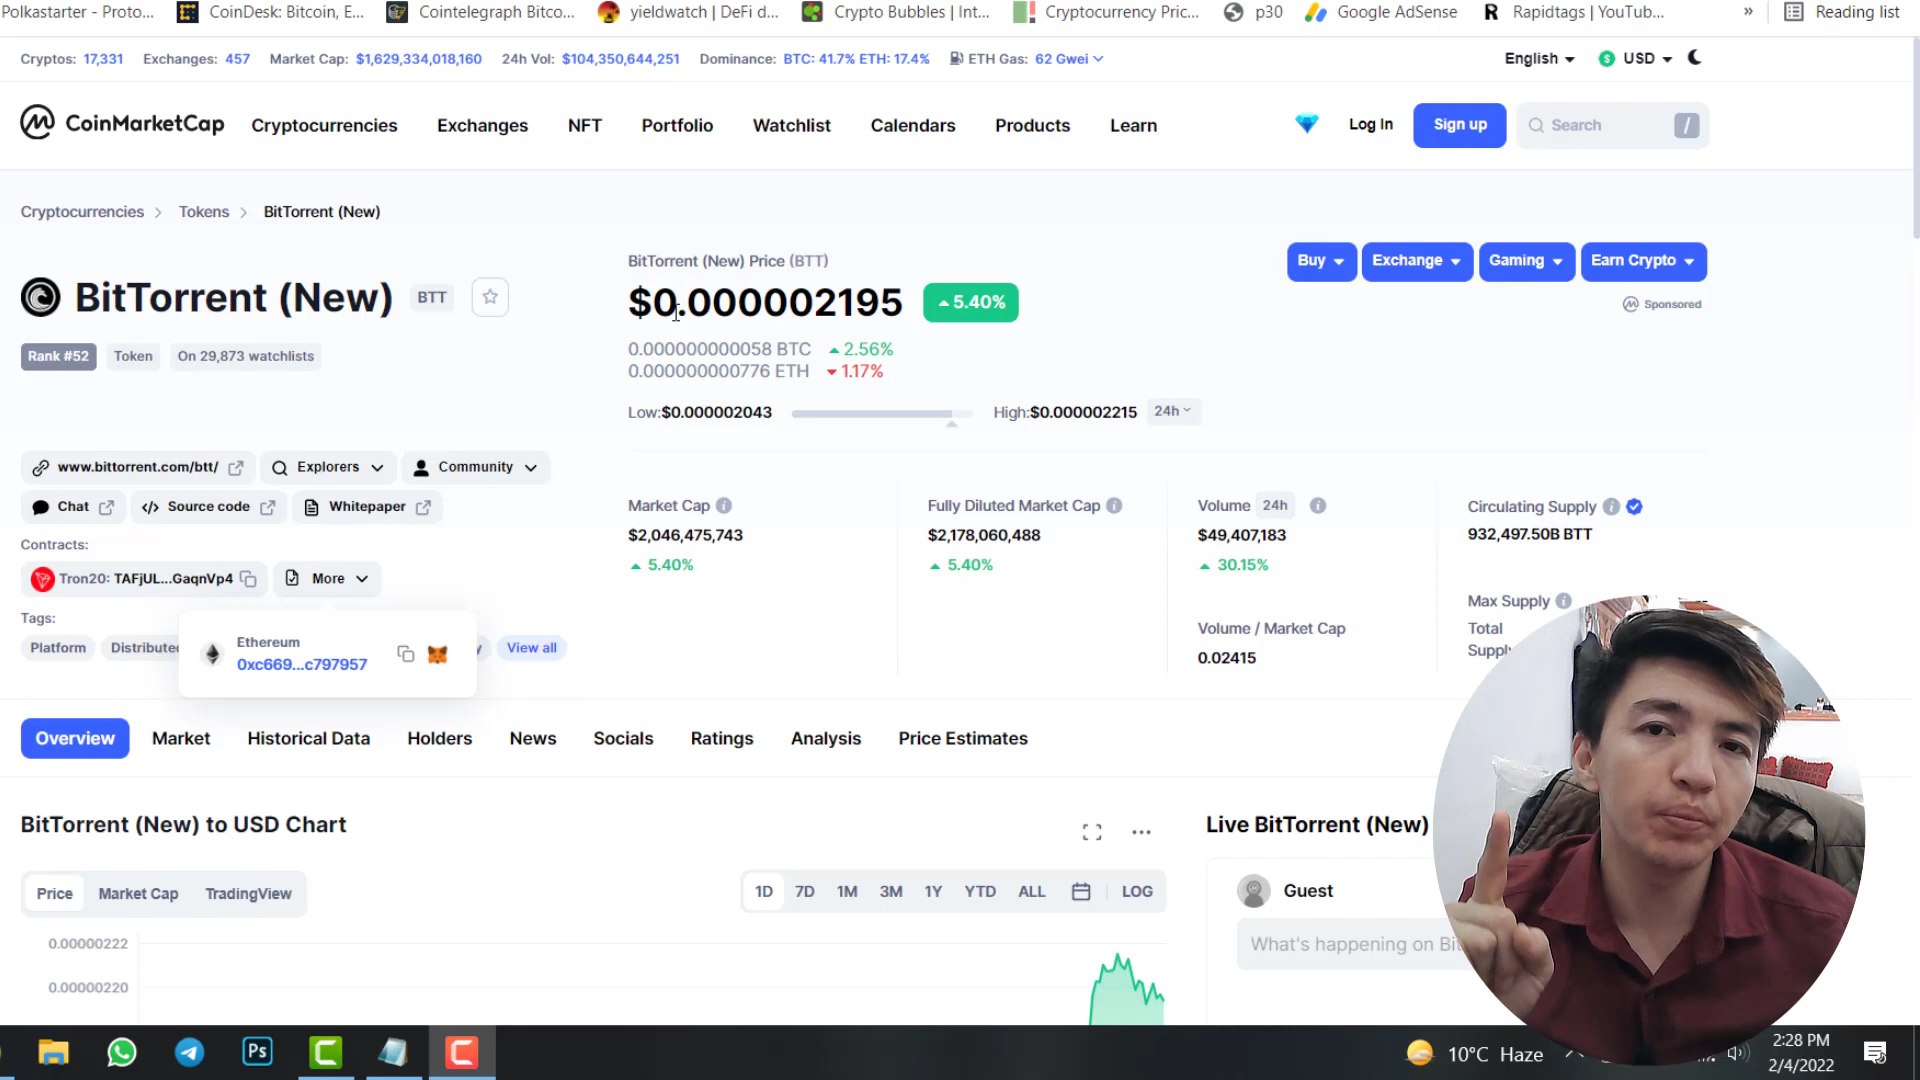 Polkastarter - Proto... CoinDesk: Bitcoin, E... Cointelegraph Bitco... yieldwatch | DeFi d... Crypto Bubbles | Int... Cryptocurrency Pric... p30 Google AdSense Rapidtags | YouTub... » Reading list
Cryptos: 17,331 Exchanges: 457 Market Cap: $1,629,334,018,160 24h Vol: $104,350,644,251 Dominance: BTC: 41.7% ETH: 17.4% ETH Gas: 62 Gwei English USD
CoinMarketCap Cryptocurrencies Exchanges NFT Portfolio Watchlist Calendars Products Learn Log In Sign up Search /
Cryptocurrencies > Tokens > BitTorrent (New)
BitTorrent (New) BTT
Rank #52 Token On 29,873 watchlists
BitTorrent (New) Price (BTT)
$0.000002195 5.40%
0.000000000058 BTC 2.56%
0.000000000776 ETH 1.17%
Low:$0.000002043 High:$0.000002215 24h
Buy Exchange Gaming Earn Crypto
Sponsored
www.bittorrent.com/btt/ Explorers Community
Chat Source code Whitepaper
Contracts:
Tron20: TAFjUL...GaqnVp4 More
Tags:
Platform Distributed y View all
Ethereum
0xc669...c797957
Market Cap
$2,046,475,743
5.40%
Fully Diluted Market Cap
$2,178,060,488
5.40%
Volume 24h
$49,407,183
30.15%
Volume / Market Cap
0.02415
Circulating Supply
932,497.50B BTT
Max Supply
Total
Supply
Overview Market Historical Data Holders News Socials Ratings Analysis Price Estimates
BitTorrent (New) to USD Chart
Price Market Cap TradingView 1D 7D 1M 3M 1Y YTD ALL LOG
0.00000222
0.00000220
Live BitTorrent (New)
Guest
What's happening on Bi
Ps 10°C Haze 2:28 PM
2/4/2022